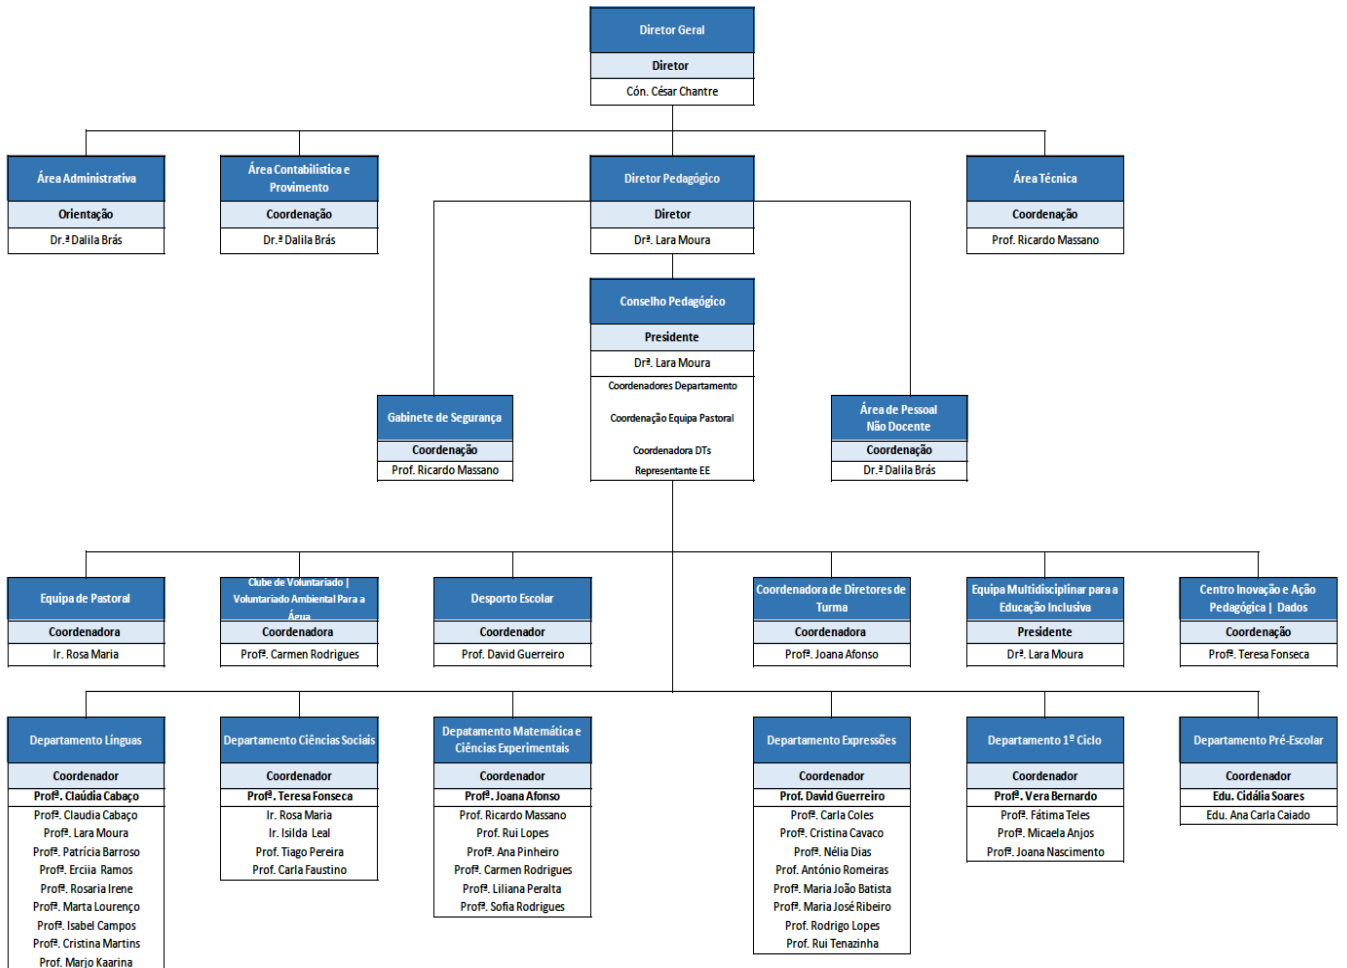 Diretor Geral
Diretor
Cón. César Chantre
Área Administrativa
Orientação
Dr.ª Dalila Brás
Área Contabilistica e
Provimento
Coordenação
Dr.ª Dalila Brás
Diretor Pedagógico
Diretor
Drª. Lara Moura
Área Técnica
Coordenação
Prof. Ricardo Massano
Conselho Pedagógico
Presidente
Drª. Lara Moura
Coordenadores Departamento
Coordenação Equipa Pastoral
Coordenadora DTs
Representante EE
Gabinete de Segurança
Coordenação
Prof. Ricardo Massano
Área de Pessoal
Não Docente
Coordenação
Dr.ª Dalila Brás
Equipa de Pastoral
Coordenadora
Ir. Rosa Maria
Clube de Voluntariado |
Voluntariado Ambiental Para a
Água
Coordenadora
Profª. Carmen Rodrigues
Desporto Escolar
Coordenador
Prof. David Guerreiro
Coordenadora de Diretores de
Turma
Coordenadora
Profª. Joana Afonso
Equipa Multidisciplinar para a
Educação Inclusiva
Presidente
Drª. Lara Moura
Centro Inovação e Ação
Pedagógica | Dados
Coordenação
Profª. Teresa Fonseca
Departamento Línguas
Coordenador
Profª. Claúdia Cabaço
Profª. Claudia Cabaço
Profª. Lara Moura
Profª. Patrícia Barroso
Profª. Erciia Ramos
Profª. Rosaria Irene
Profª. Marta Lourenço
Profª. Isabel Campos
Profª. Cristina Martins
Prof. Marjo Kaarina
Departamento Ciências Sociais
Coordenador
Profª. Teresa Fonseca
Ir. Rosa Maria
Ir. Isilda Leal
Prof. Tiago Pereira
Prof. Carla Faustino
Depatamento Matemática e
Ciências Experimentais
Coordenador
Profª. Joana Afonso
Prof. Ricardo Massano
Prof. Rui Lopes
Profª. Ana Pinheiro
Profª. Carmen Rodrigues
Profª. Liliana Peralta
Profª. Sofia Rodrigues
Departamento Expressões
Coordenador
Prof. David Guerreiro
Profª. Carla Coles
Profª. Cristina Cavaco
Profª. Nélia Dias
Prof. António Romeiras
Profª. Maria João Batista
Profª. Maria José Ribeiro
Prof. Rodrigo Lopes
Prof. Rui Tenazinha
Departamento 1º Ciclo
Coordenador
Profª. Vera Bernardo
Profª. Fátima Teles
Profª. Micaela Anjos
Profª. Joana Nascimento
Departamento Pré-Escolar
Coordenador
Edu. Cidália Soares
Edu. Ana Carla Caiado